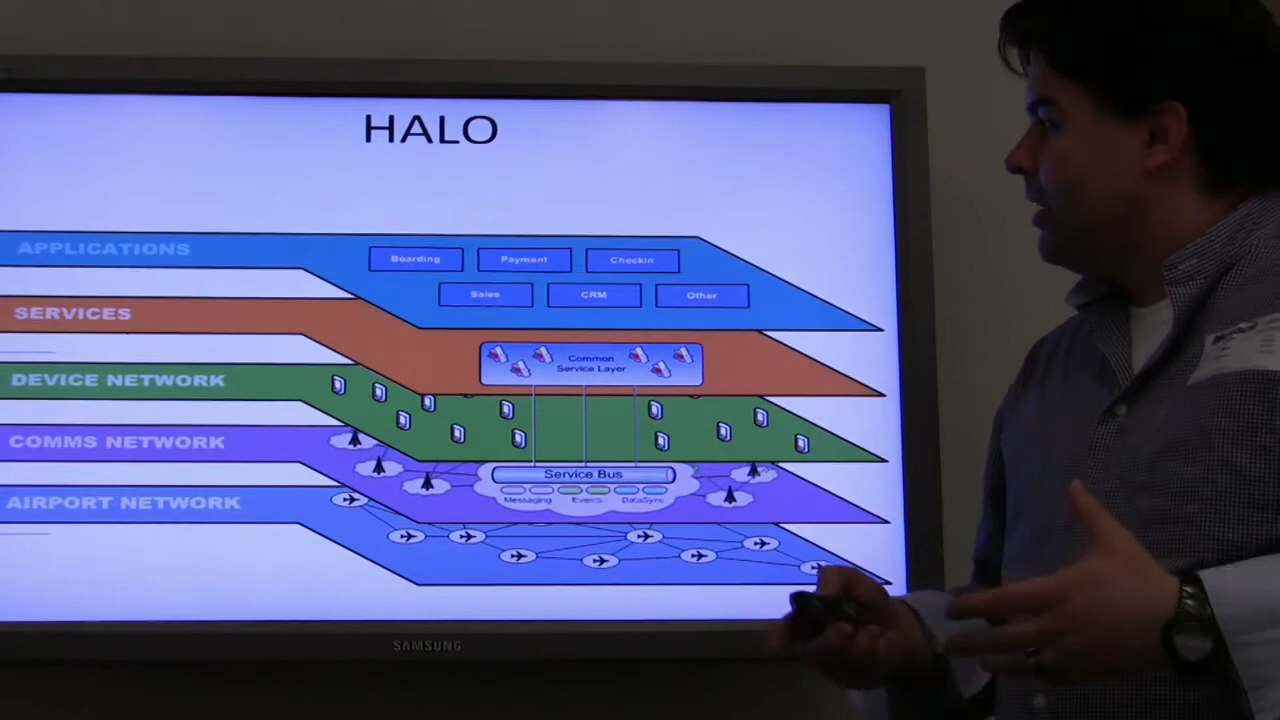 HALO
APPLICATIONS
Boarding
Payment
Checkin
Sales
CRM
Other
SERVICES
Common
Service Layer
DEVICE NETWORK
COMMS NETWORK
Service Bus
Messaging
Events
DataSync
AIRPORT NETWORK
SAMSUNG